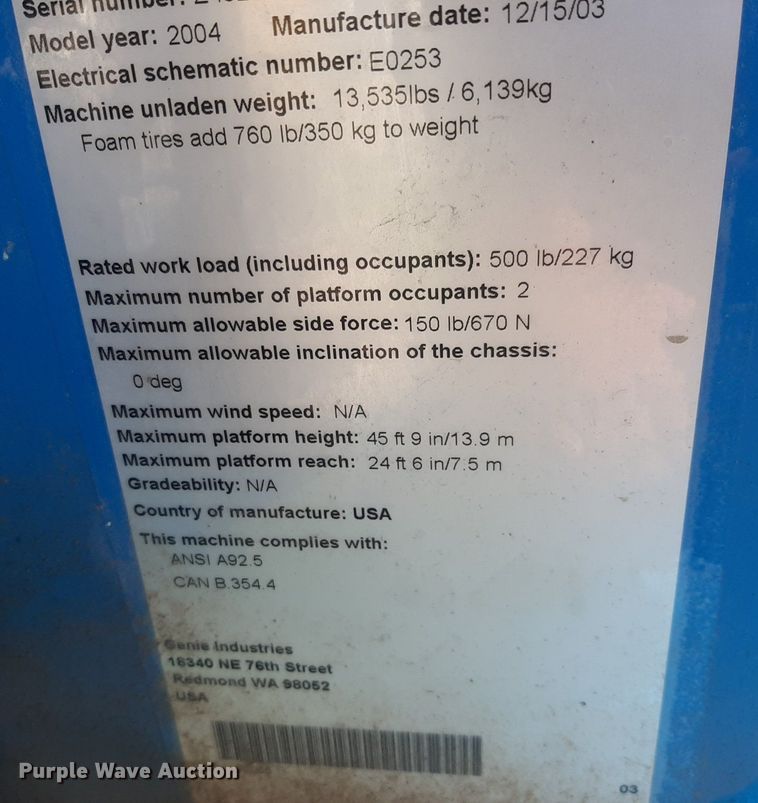 Serial number:
Model year: 2004 Manufacture date: 12/15/03
Electrical schematic number: E0253
Machine unladen weight: 13,535lbs / 6,139kg
Foam tires add 760 lb/350 kg to weight
Rated work load (including occupants): 500 lb/227 kg
Maximum number of platform occupants: 2
Maximum allowable side force: 150 lb/670 N
Maximum allowable inclination of the chassis:
0 deg
Maximum wind speed: N/A
Maximum platform height: 45 ft 9 in/13.9 m
Maximum platform reach: 24 ft 6 in/7.5 m
Gradeability: N/A
Country of manufacture: USA
This machine complies with:
ANSI A92.5
CAN B.354.4
Genie Industries
18340 NE 76th Street
Redmond WA 98052
USA
03
Purple Wave Auction